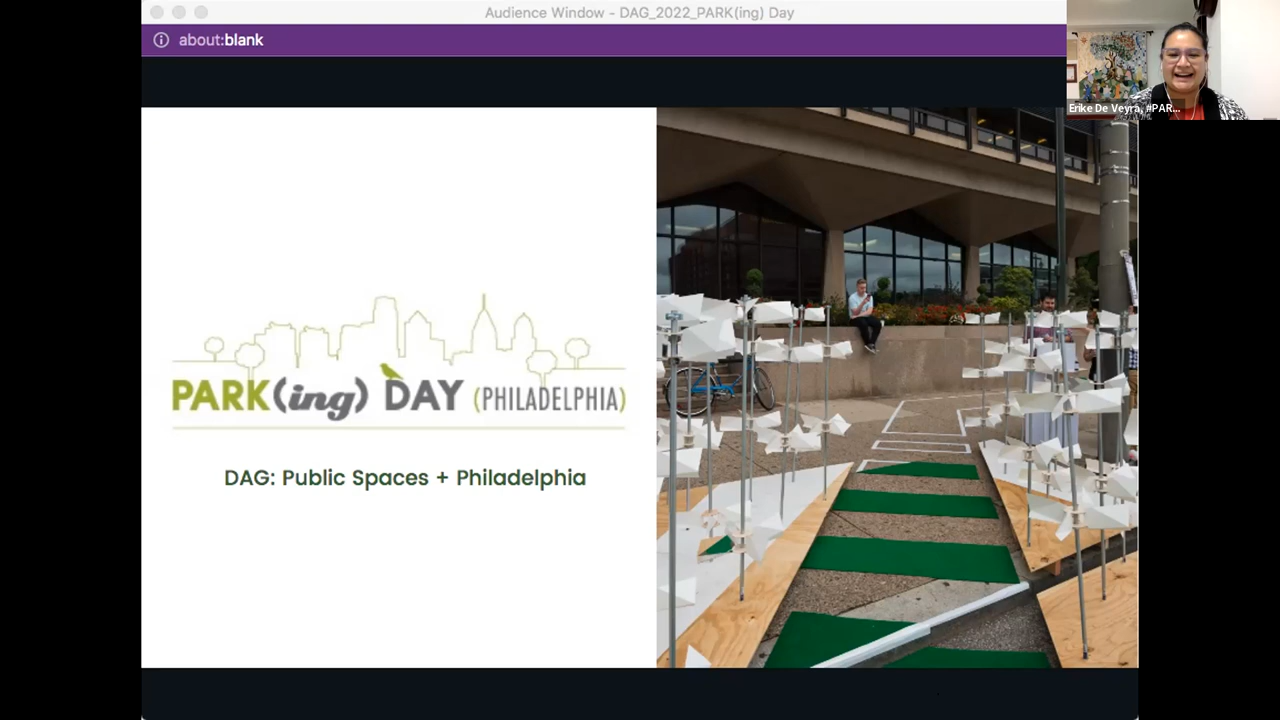 Audience Window - DAG_2022_PARK(ing) Day
about:blank
Erike De Veyra, #PAR...
PARK(ing) DAY (PHILADELPHIA)
DAG: Public Spaces + Philadelphia